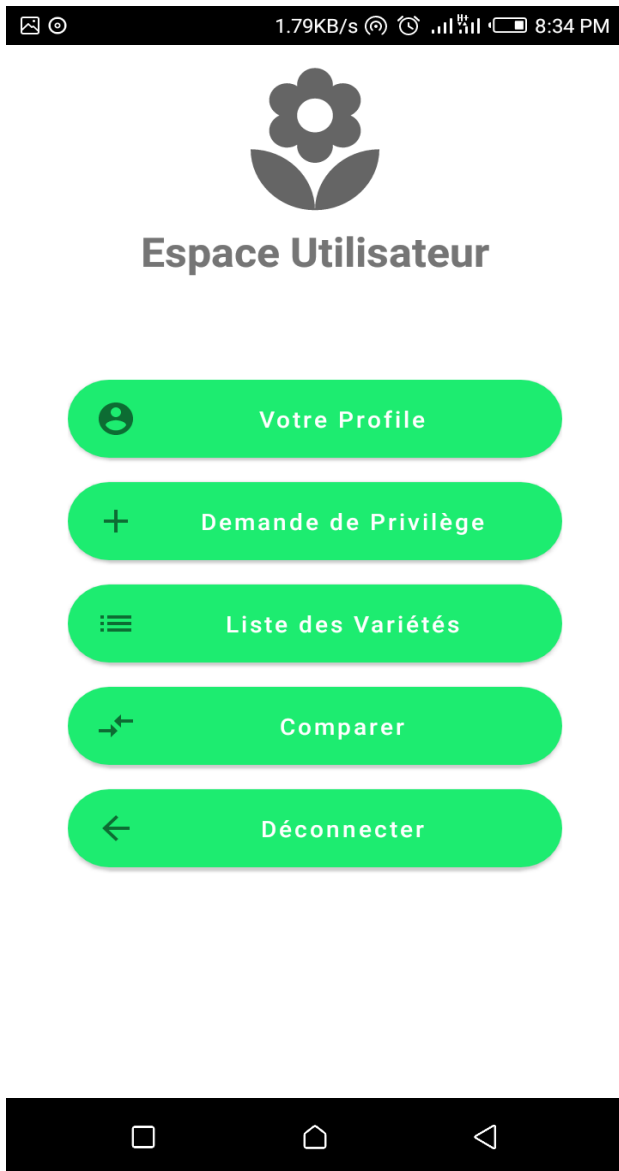 1.79KB/s H+ 8:34 PM
Espace Utilisateur
Votre Profile
Demande de Privilège
Liste des Variétés
Comparer
Déconnecter